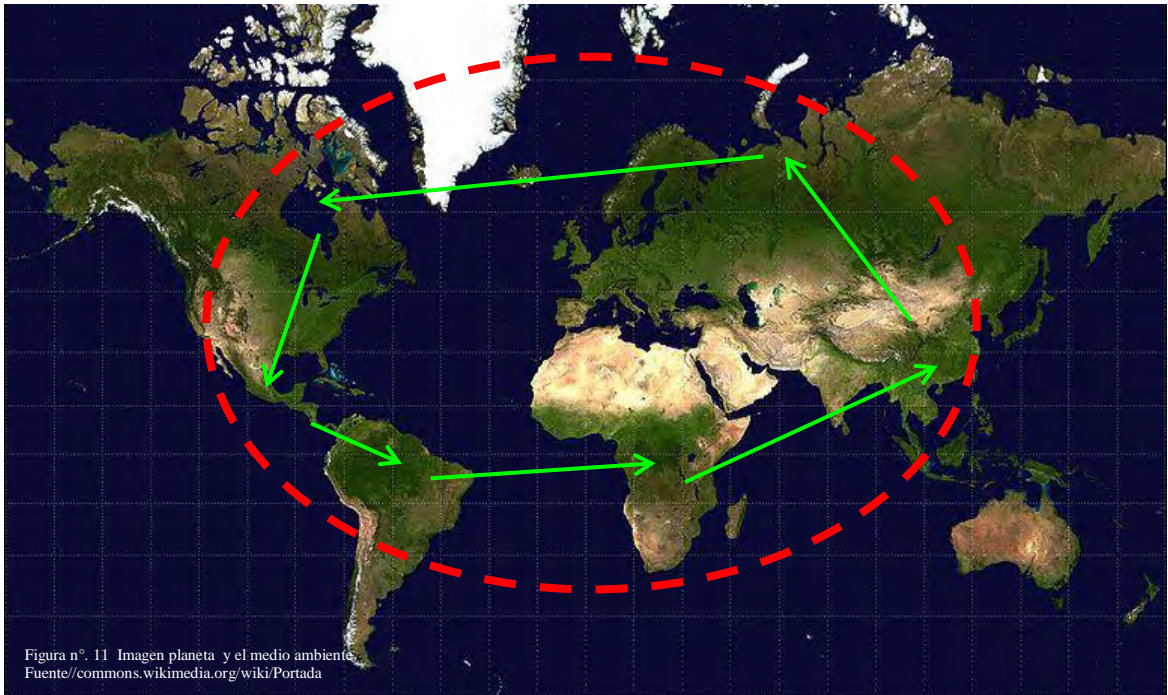 Figura n°. 11 Imagen planeta y el medio ambiente.
Fuente//commons.wikimedia.org/wiki/Portada